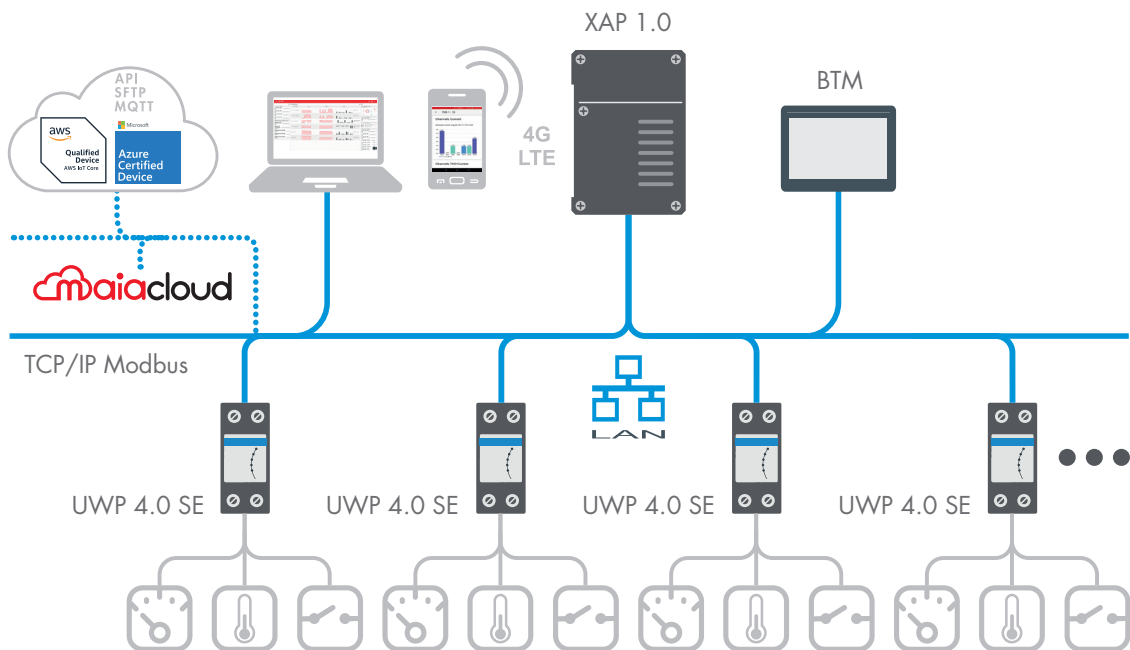 XAP 1.0
BTM
API
SFTP
MQTT
aws
Qualified
Device
AWS IoT Core
Microsoft
Azure
Certified
Device
4G
LTE
maiacloud
TCP/IP Modbus
LAN
UWP 4.0 SE
UWP 4.0 SE
UWP 4.0 SE
UWP 4.0 SE